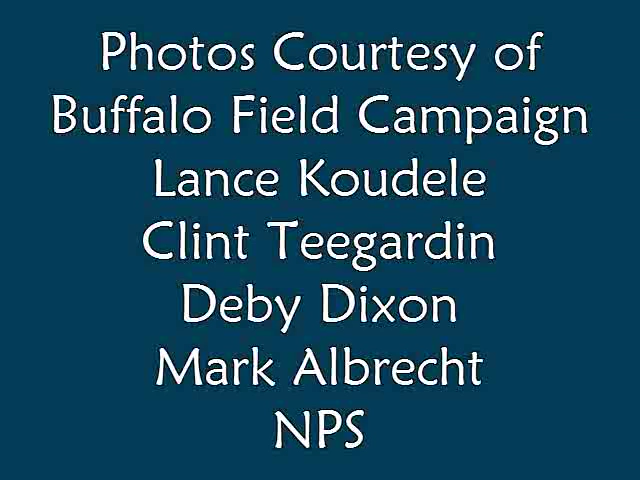 Photos Courtesy of
Buffalo Field Campaign
Lance Koudele
Clint Teegardin
Deby Dixon
Mark Albrecht
NPS